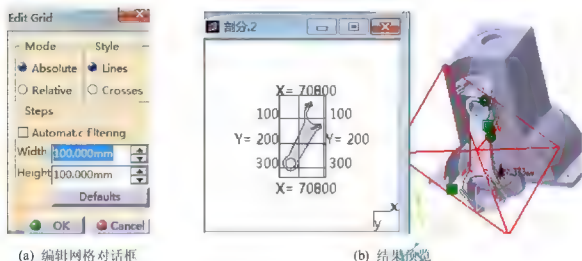 Edit Grid
Mode
Style
Absolute
Lines
Relative
Crosses
Steps
Automatic filtering
Width 100.000mm
Height 100.000mm
Defaults
OK
Cancel
(a) 编辑网格对话框
剖分.2
X= 70800
100
100
Y= 200
Y= 200
300
300
X= 70800
x
y
(b) 结果预览